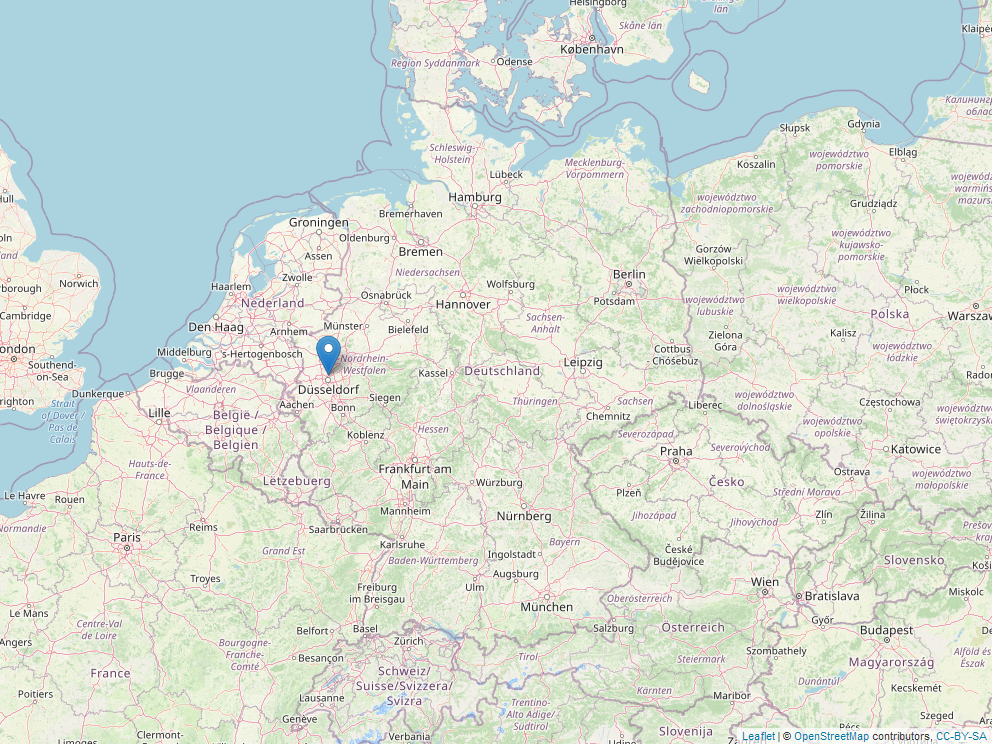 Helsingborg
Skåne län
län
København
Klaipė
Region Syddanmark
Odense
Калинингр
област
Gdynia
Słupsk
Elbląg
Schleswig-
Holstein
Mecklenburg-
Vorpommern
Koszalin
województwo
pomorskie
Lübeck
Hamburg
województwo
zachodniopomorskie
Grudziądz
Hull
Bremerhaven
Groningen
Oldenburg
Bremen
województwo
kujawsko-
pomorskie
Assen
Gorzów
Wielkopolski
Niedersachsen
Berlin
Zwolle
Norwich
Haarlem
Wolfsburg
Osnabrück
Potsdam
województwo
wielkopolskie
Płock
Nederland
Hannover
województwo
lubuskie
Polska
Cambridge
Sachsen-
Anhalt
Warszawa
Den Haag
Arnhem
Münster
Bielefeld
Zielona
Góra
Kalisz
London
Middelburg
's-Hertogenbosch
Cottbus
Chóśebuz
województwo
łódzkie
Southend-
on-Sea
Nordrhein-
Westfalen
Leipzig
Brugge
Kassel
Deutschland
Dunkerque
Vlaanderen
Düsseldorf
Siegen
Thüringen
Sachsen
województwo
dolnośląskie
Częstochowa
Strait
of Dover /
Pas de
Calais
Aachen
Bonn
Liberec
Lille
België /
Belgique /
Belgien
Chemnitz
województwo
opolskie
województwo
świętokrzyskie
Koblenz
Hessen
Severozápad
Severovýchod
Katowice
Praha
Hauts-de-
France
Frankfurt am
Main
Ostrava
województwo
małopolskie
Lëtzebuerg
Würzburg
Česko
Plzeň
Střední Morava
Le Havre
Rouen
Mannheim
Nürnberg
Jihozápad
Jihovýchod
Zlín
Žilina
Normandie
Reims
Saarbrücken
Paris
Karlsruhe
Bayern
České
Budějovice
Grand Est
Ingolstadt
Baden-Württemberg
Slovensko
Troyes
Augsburg
Freiburg
im Breisgau
Ulm
Wien
Bratislava
Miskolc
München
Oberösterreich
Le Mans
Győr
Centre-Val
de Loire
Belfort
Basel
Salzburg
Österreich
Budapest
Angers
Zürich
Bourgogne-
Franche-
Comté
Besançon
Tirol
Steiermark
Szombathely
Magyarország
Alföld és
Észak
France
Schweiz/
Suisse/Svizzera/
Svizra
Kärnten
Dunántúl
Kecskemét
Poitiers
Lausanne
Maribor
Trentino-
Alto Adige/
Südtirol
Genève
Szeged
Limoges
Clermont-
Ferrand
Verbania
Udine
Slovenija
Pécs
Leaflet | © OpenStreetMap contributors, CC-BY-SA